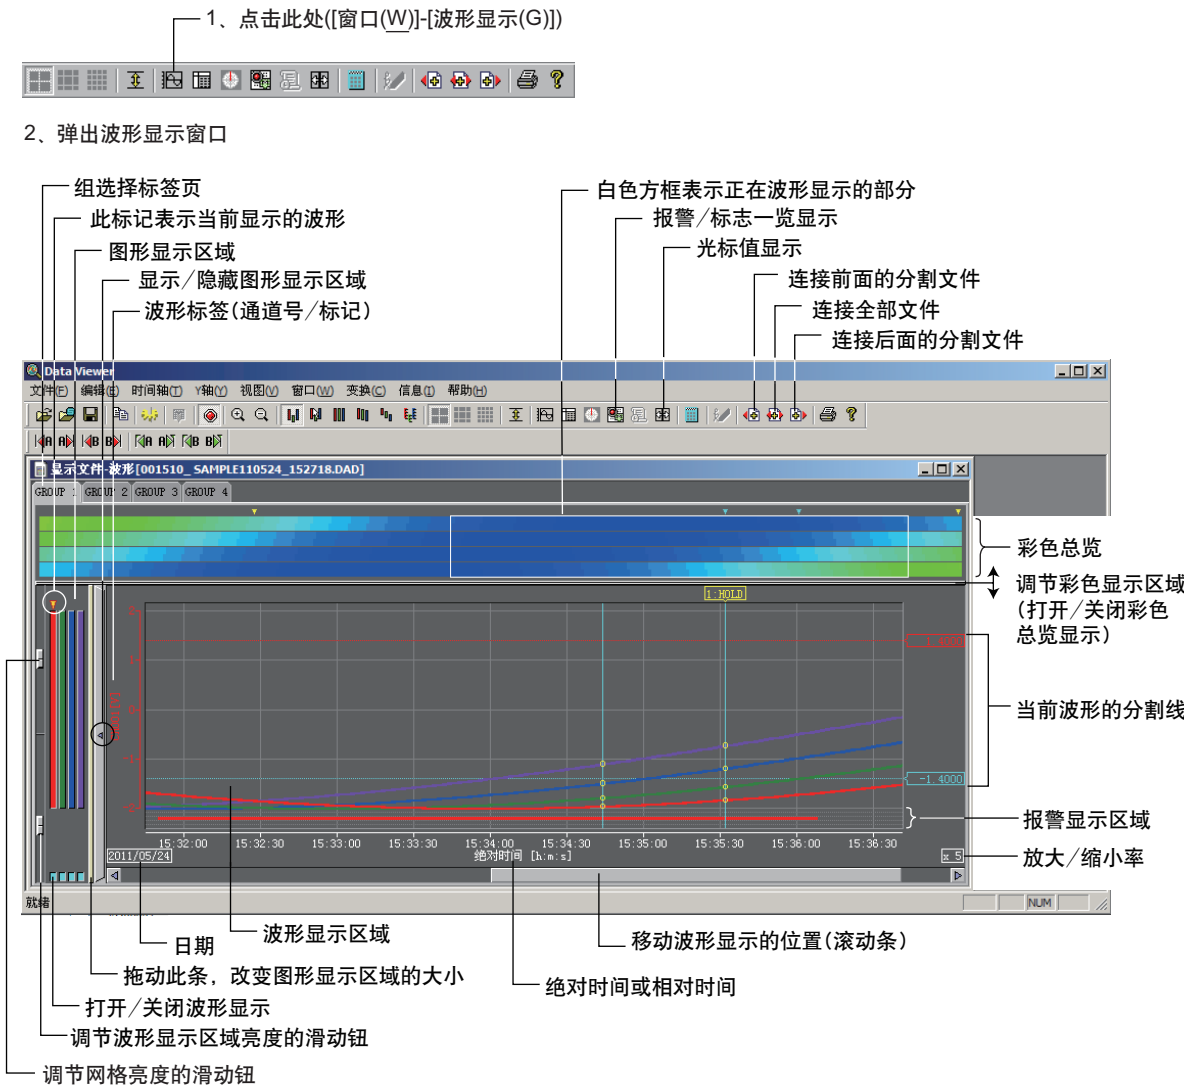 1、点击此处([窗口(W)]-[波形显示(G)])
2、弹出波形显示窗口
组选择标签页
此标记表示当前显示的波形
图形显示区域
显示/隐藏图形显示区域
波形标签(通道号/标记)
白色方框表示正在波形显示的部分
报警/标志一览显示
光标值显示
连接前面的分割文件
连接全部文件
连接后面的分割文件
Data Viewer
文件(F) 编辑(E) 时间轴(T) Y轴(Y) 视图(V) 窗口(W) 变换(C) 信息(I) 帮助(H)
A A B B A A B B
显示文件-波形[001510_ SAMPLE110524_152718.DAD]
GROUP 1 GROUP 2 GROUP 3 GROUP 4
彩色总览
调节彩色显示区域
(打开/关闭彩色
总览显示)
1:HOLD
当前波形的分割线
-1.4000
报警显示区域
15:32:00 15:32:30 15:33:00 15:33:30 15:34:00 15:34:30 15:35:00 15:35:30 15:36:00 15:36:30
2011/05/24 绝对时间 [h:m:s] x 5
放大/缩小率
就绪 NUM
日期
波形显示区域
移动波形显示的位置(滚动条)
拖动此条，改变图形显示区域的大小
绝对时间或相对时间
打开/关闭波形显示
调节波形显示区域亮度的滑动钮
调节网格亮度的滑动钮